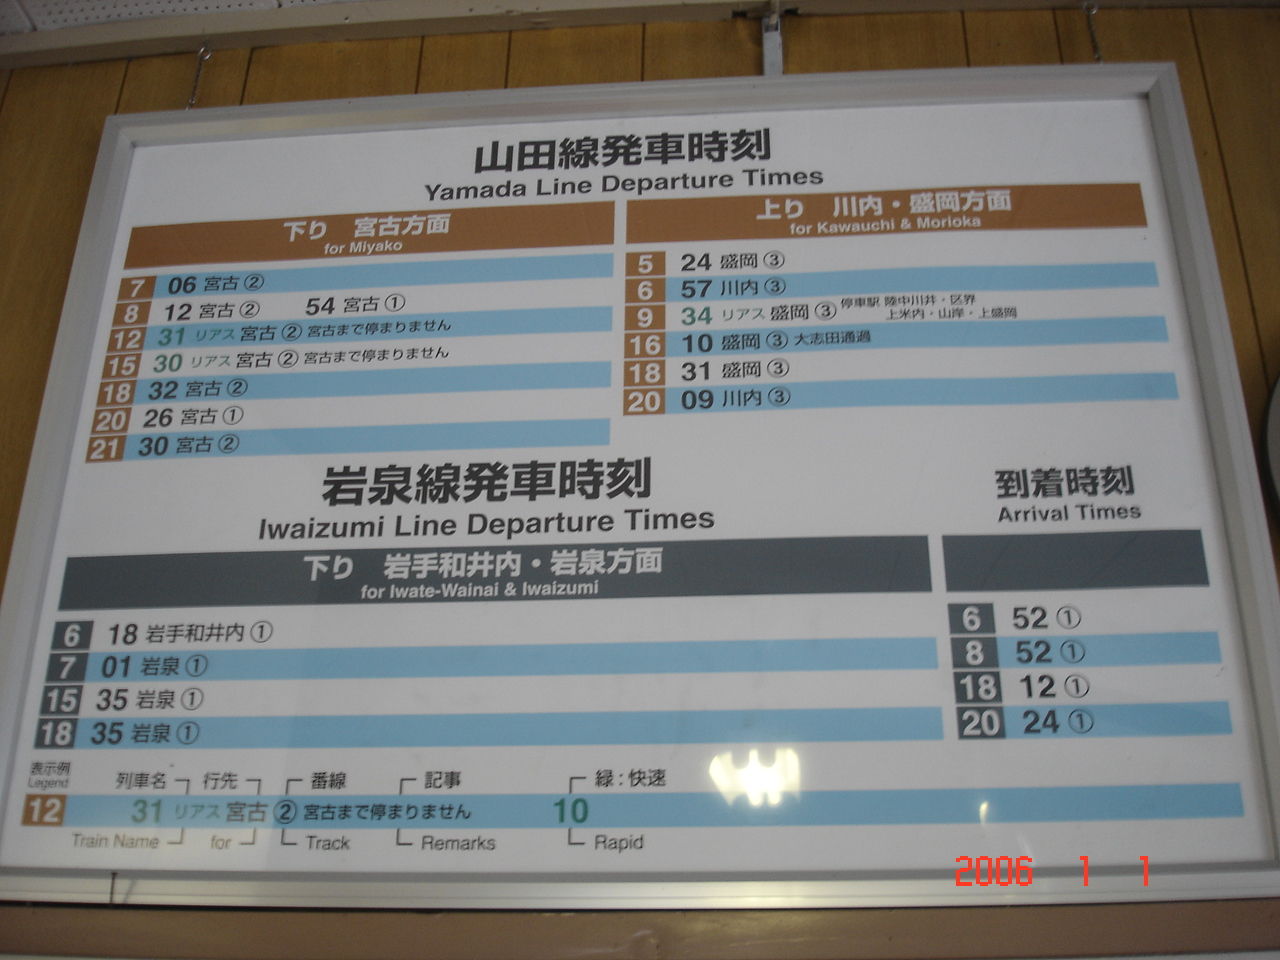 山田線発車時刻
Yamada Line Departure Times
下り 宮古方面
for Miyako
7 06 宮古②
8 12 宮古② 54 宮古①
12 31 リアス 宮古② 宮古まで停まりません
15 30 リアス 宮古② 宮古まで停まりません
18 32 宮古②
20 26 宮古①
21 30 宮古②
上り 川内・盛岡方面
for Kawauchi & Morioka
5 24 盛岡③
6 57 川内③
9 34 リアス 盛岡③ 停車駅 陸中川井・区界
上米内・山岸・上盛岡
16 10 盛岡③ 大志田通過
18 31 盛岡③
20 09 川内③
岩泉線発車時刻
Iwaizumi Line Departure Times
下り 岩手和井内・岩泉方面
for Iwate-Wainai & Iwaizumi
6 18 岩手和井内①
7 01 岩泉①
15 35 岩泉①
18 35 岩泉①
到着時刻
Arrival Times
6 52 ①
8 52 ①
18 12 ①
20 24 ①
表示例
Legend
列車名 行先 番線 記事 緑:快速
12 31 リアス 宮古② 宮古まで停まりません 10
Train Name for Track Remarks Rapid
2006 1 1